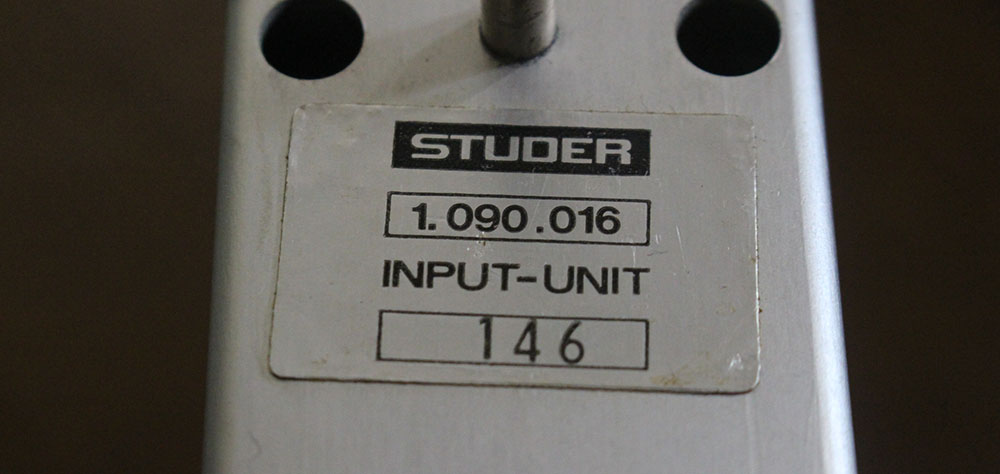 STUDER
1.090.016
INPUT-UNIT
146